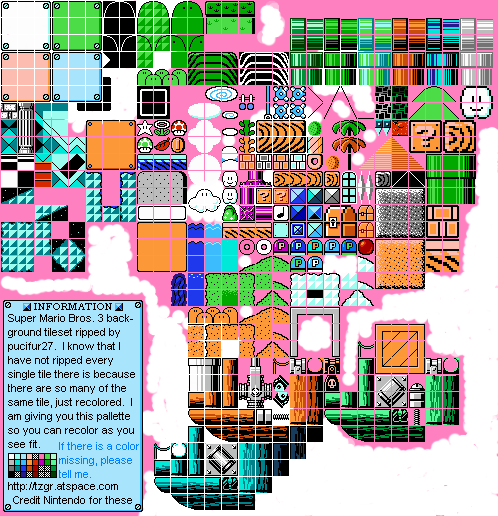 INFORMATION
Super Mario Bros. 3 back-
ground tileset ripped by
pucifur27. I know that I
have not ripped every
single tile there is because
there are so many of the
same tile, just recolored. I
am giving you this pallette
so you can recolor as you
see fit.
If there is a color
missing, please
tell me.
http://tzgr.atspace.com
Credit Nintendo for these
?
P P P P